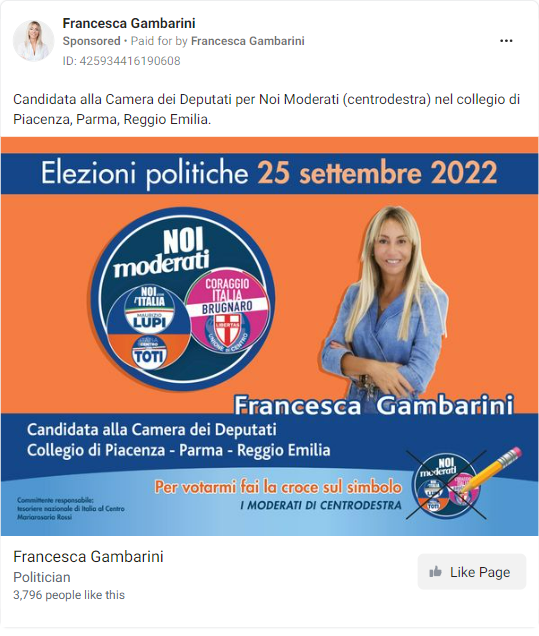 Francesca Gambarini
Sponsored • Paid for by Francesca Gambarini
ID: 425934416190608
Candidata alla Camera dei Deputati per Noi Moderati (centrodestra) nel collegio di
Piacenza, Parma, Reggio Emilia.
Elezioni politiche 25 settembre 2022
NOI
moderati
NOI CON
L'ITALIA
MAURIZIO
LUPI
ITALIA
AL CENTRO
TOTI
CORAGGIO
ITALIA
BRUGNARO
LIBERTAS
UNIONE DI CENTRO
Francesca Gambarini
Candidata alla Camera dei Deputati
Collegio di Piacenza - Parma - Reggio Emilia
Per votarmi fai la croce sul simbolo
I MODERATI DI CENTRODESTRA
NOI
moderati
LUPI
TOTI
Committente responsabile:
tesoriere nazionale di Italia al Centro
Mariarosaria Rossi
Francesca Gambarini
Politician
3,796 people like this
Like Page